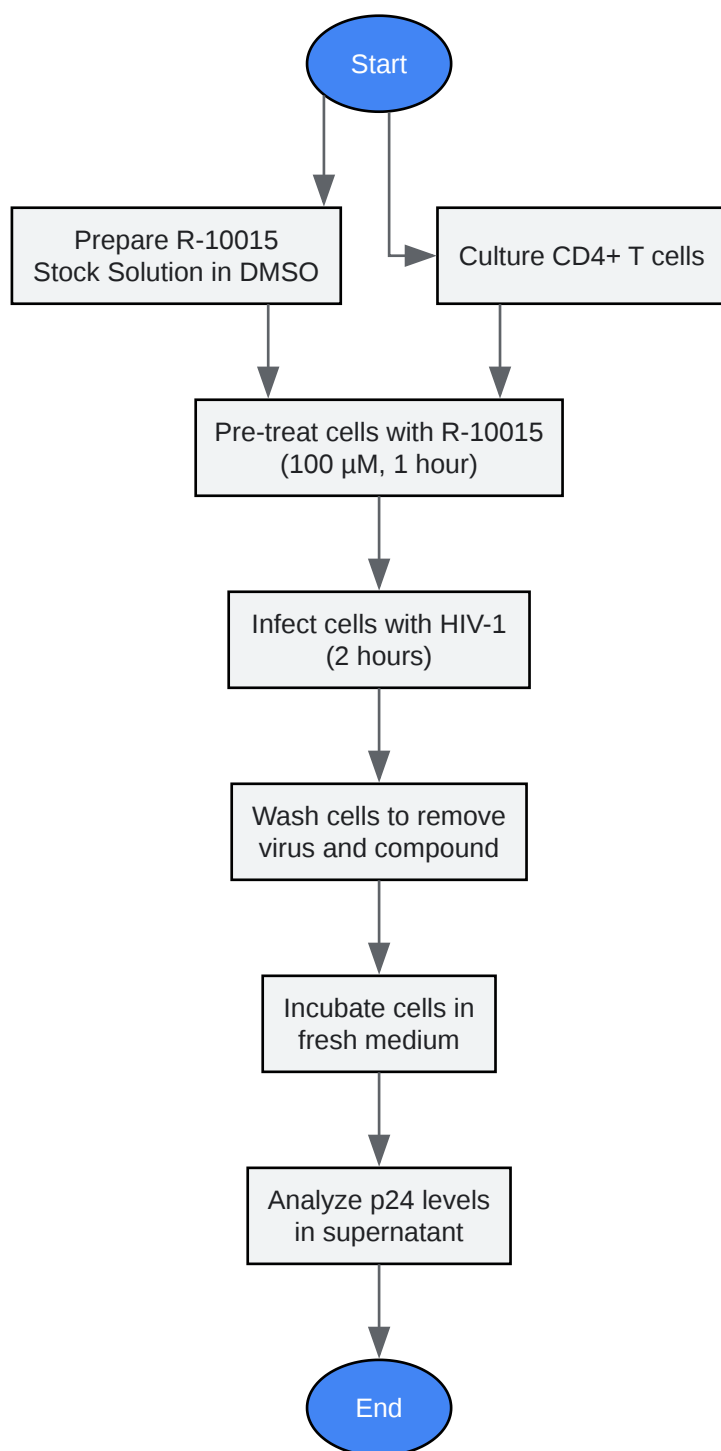 Start
Prepare R-10015
Stock Solution in DMSO
Culture CD4+ T cells
Pre-treat cells with R-10015
(100 µM, 1 hour)
Infect cells with HIV-1
(2 hours)
Wash cells to remove
virus and compound
Incubate cells in
fresh medium
Analyze p24 levels
in supernatant
End